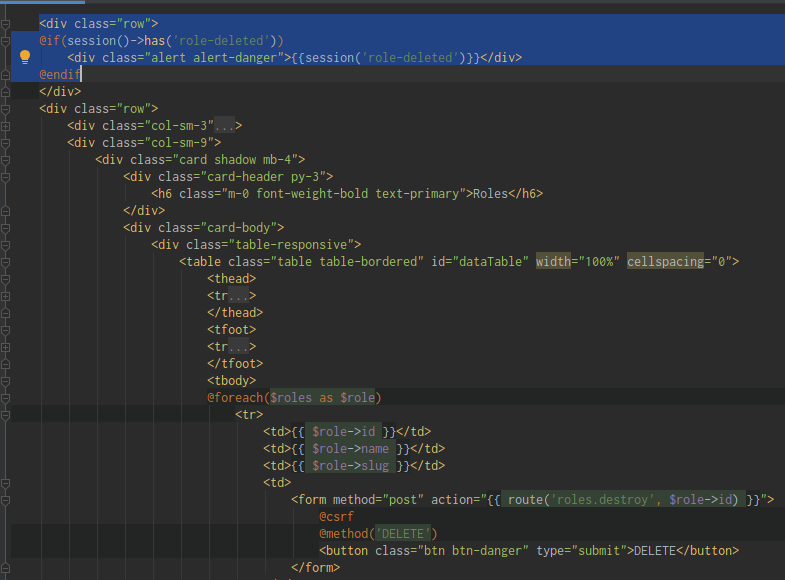 <div class="row">
@if(session()->has('role-deleted'))
<div class="alert alert-danger">{{session('role-deleted')}}</div>
@endif
</div>
<div class="row">
<div class="col-sm-3"...>
<div class="col-sm-9">
<div class="card shadow mb-4">
<div class="card-header py-3">
<h6 class="m-0 font-weight-bold text-primary">Roles</h6>
</div>
<div class="card-body">
<div class="table-responsive">
<table class="table table-bordered" id="dataTable" width="100%" cellspacing="0">
<thead>
<tr...>
</thead>
<tfoot>
<tr...>
</tfoot>
<tbody>
@foreach($roles as $role)
<tr>
<td>{{ $role->id }}</td>
<td>{{ $role->name }}</td>
<td>{{ $role->slug }}</td>
<td>
<form method="post" action="{{ route('roles.destroy', $role->id) }}">
@csrf
@method('DELETE')
<button class="btn btn-danger" type="submit">DELETE</button>
</form>